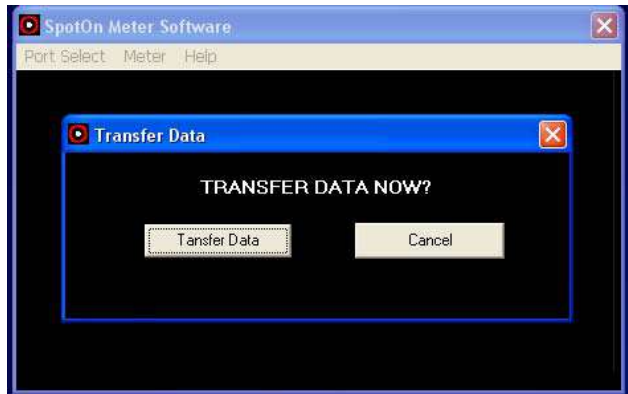 SpotOn Meter Software
Port Select Meter Help
Transfer Data
TRANSFER DATA NOW?
Tansfer Data Cancel